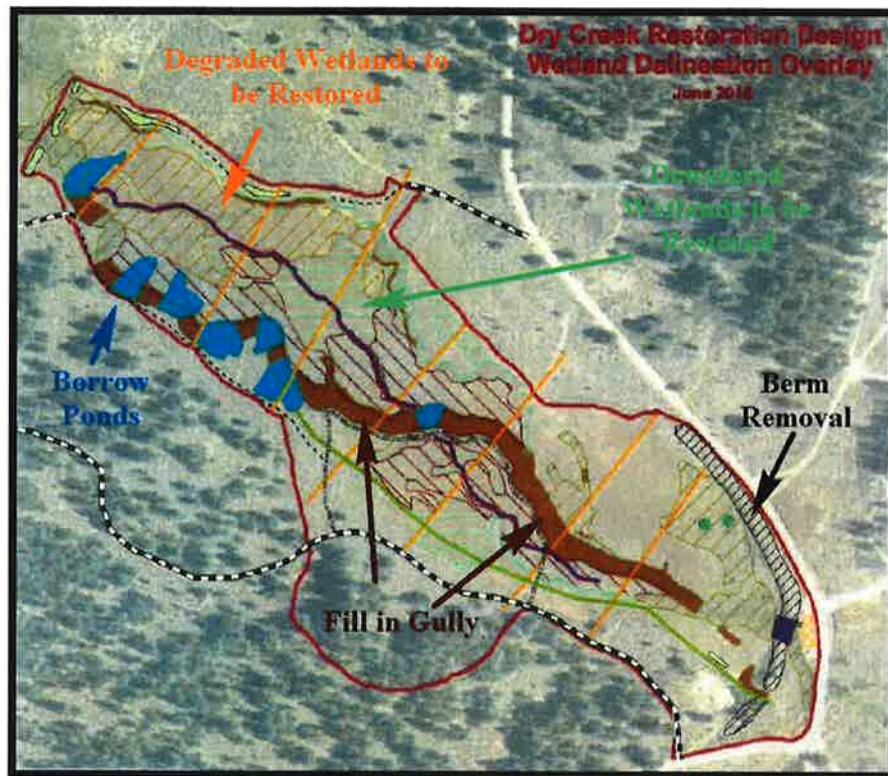 Dry Creek Restoration Design
Wetland Delineation Overlay
June 2016
Degraded Wetlands to
be Restored
Dewatered
Wetlands to be
Restored
Borrow
Ponds
Berm
Removal
Fill in Gully